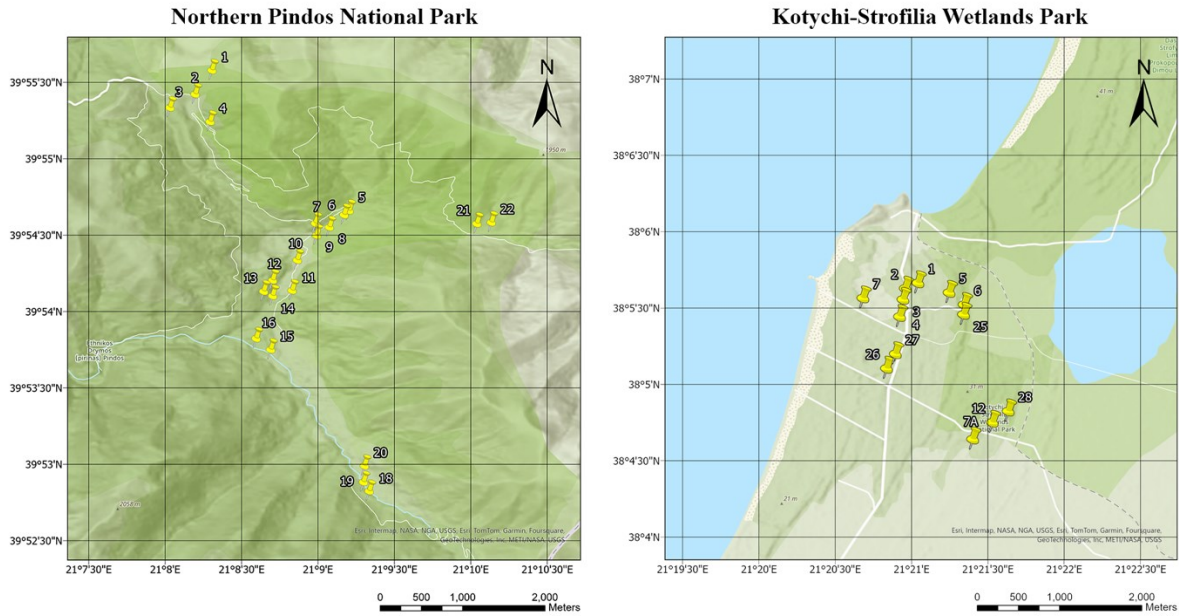 Northern Pindos National Park
Kotychi-Strofilia Wetlands Park
N
39°55'30"N
39°55'N
39°54'30"N
39°54'N
39°53'30"N
39°53'N
39°52'30"N
1
2
3
4
5
6
7
8
9
10
11
12
13
14
16
15
21
22
20
19
18
1950 m
Ethnikos
Drymos
(pinnas) Pindos
2058 m
Esri, Intermap, NASA, NGA, USGS, Esri, TomTom, Garmin, Foursquare,
GeoTechnologies, Inc, METI/NASA, USGS
21°7'30"E
21°8'E
21°8'30"E
21°9'E
21°9'30"E
21°10'E
21°10'30"E
0
500
1,000
2,000
Meters
N
38°7'N
38°6'30"N
38°6'N
38°5'30"N
38°5'N
38°4'30"N
38°4'N
41 m
1
2
7
5
6
3
4
25
27
26
31 m
28
12
7A
21 m
Esri, Intermap, NASA, NGA, USGS, Esri, TomTom, Garmin, Foursquare,
GeoTechnologies, Inc, METI/NASA, USGS
21°19'30"E
21°20'E
21°20'30"E
21°21'E
21°21'30"E
21°22'E
21°22'30"E
0
500
1,000
2,000
Meters